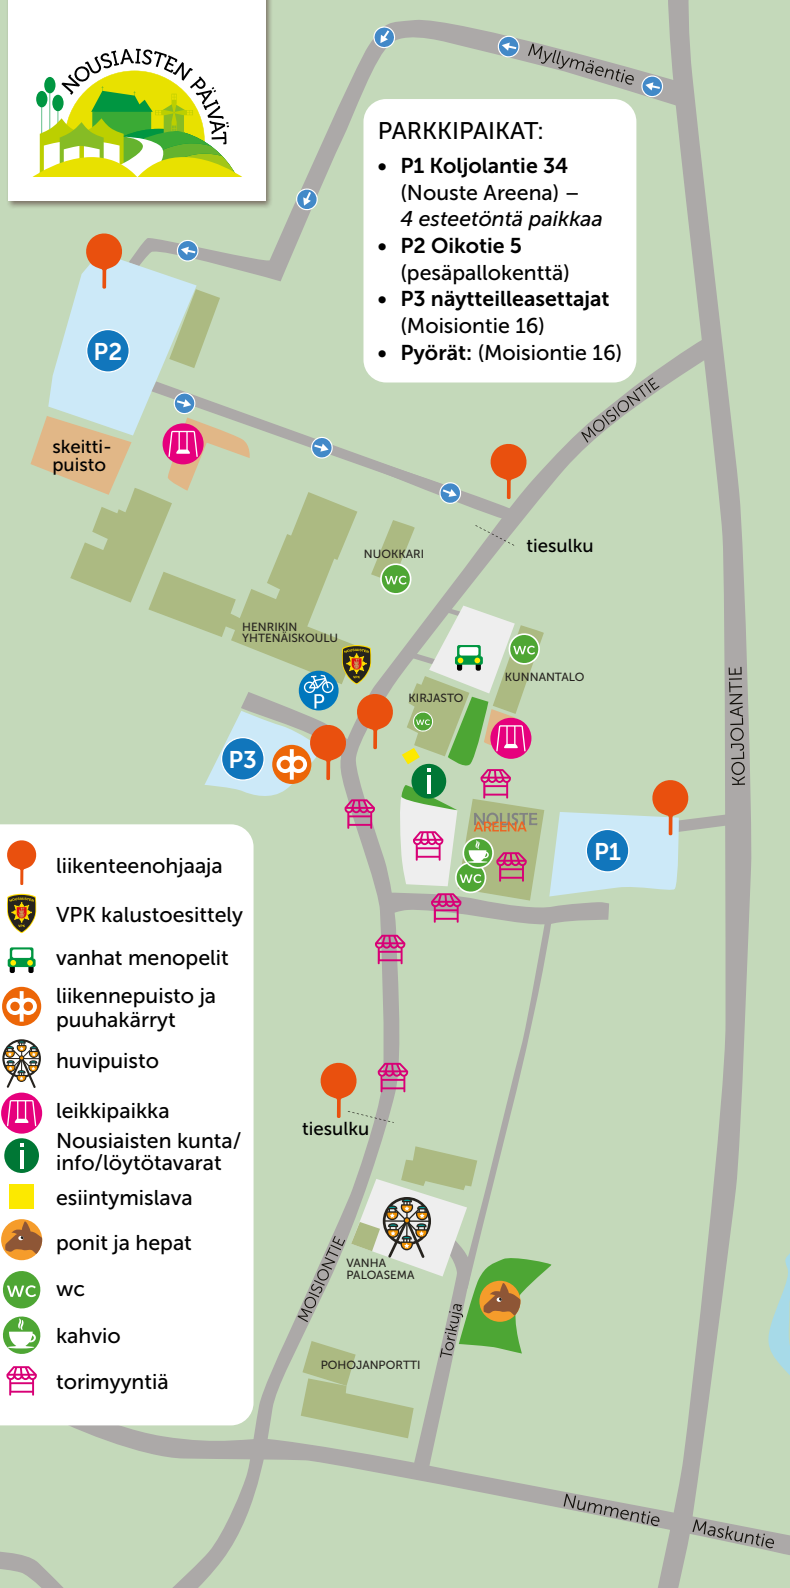 NOUSIAISTEN PÄIVÄT
Myllymäentie
PARKKIPAIKAT:
• P1 Koljolantie 34
(Nouste Areena) –
4 esteetöntä paikkaa
• P2 Oikotie 5
(pesäpallokenttä)
• P3 näytteilleasettajat
(Moisiontie 16)
• Pyörät: (Moisiontie 16)
P2
MOISIONTIE
skeitti-
puisto
tiesulku
NUOKKARI
WC
HENRIKIN
YHTENÄISKOULU
WC
KUNNANTALO
P
KIRJASTO
WC
KOLJOLANTIE
P3
i
NOUSTE
AREENA
P1
WC
liikenteenohjaaja
VPK kalustoesittely
vanhat menopelit
liikennepuisto ja
puuhakärryt
huvipuisto
leikkipaikka
Nousiaisten kunta/
info/löytötavarat
i
esiintymislava
ponit ja hepat
WC
wc
kahvio
torimyyntiä
tiesulku
MOISIONTIE
VANHA
PALOASEMA
Torikuja
POHOJANPORTTI
Nummentie
Maskuntie